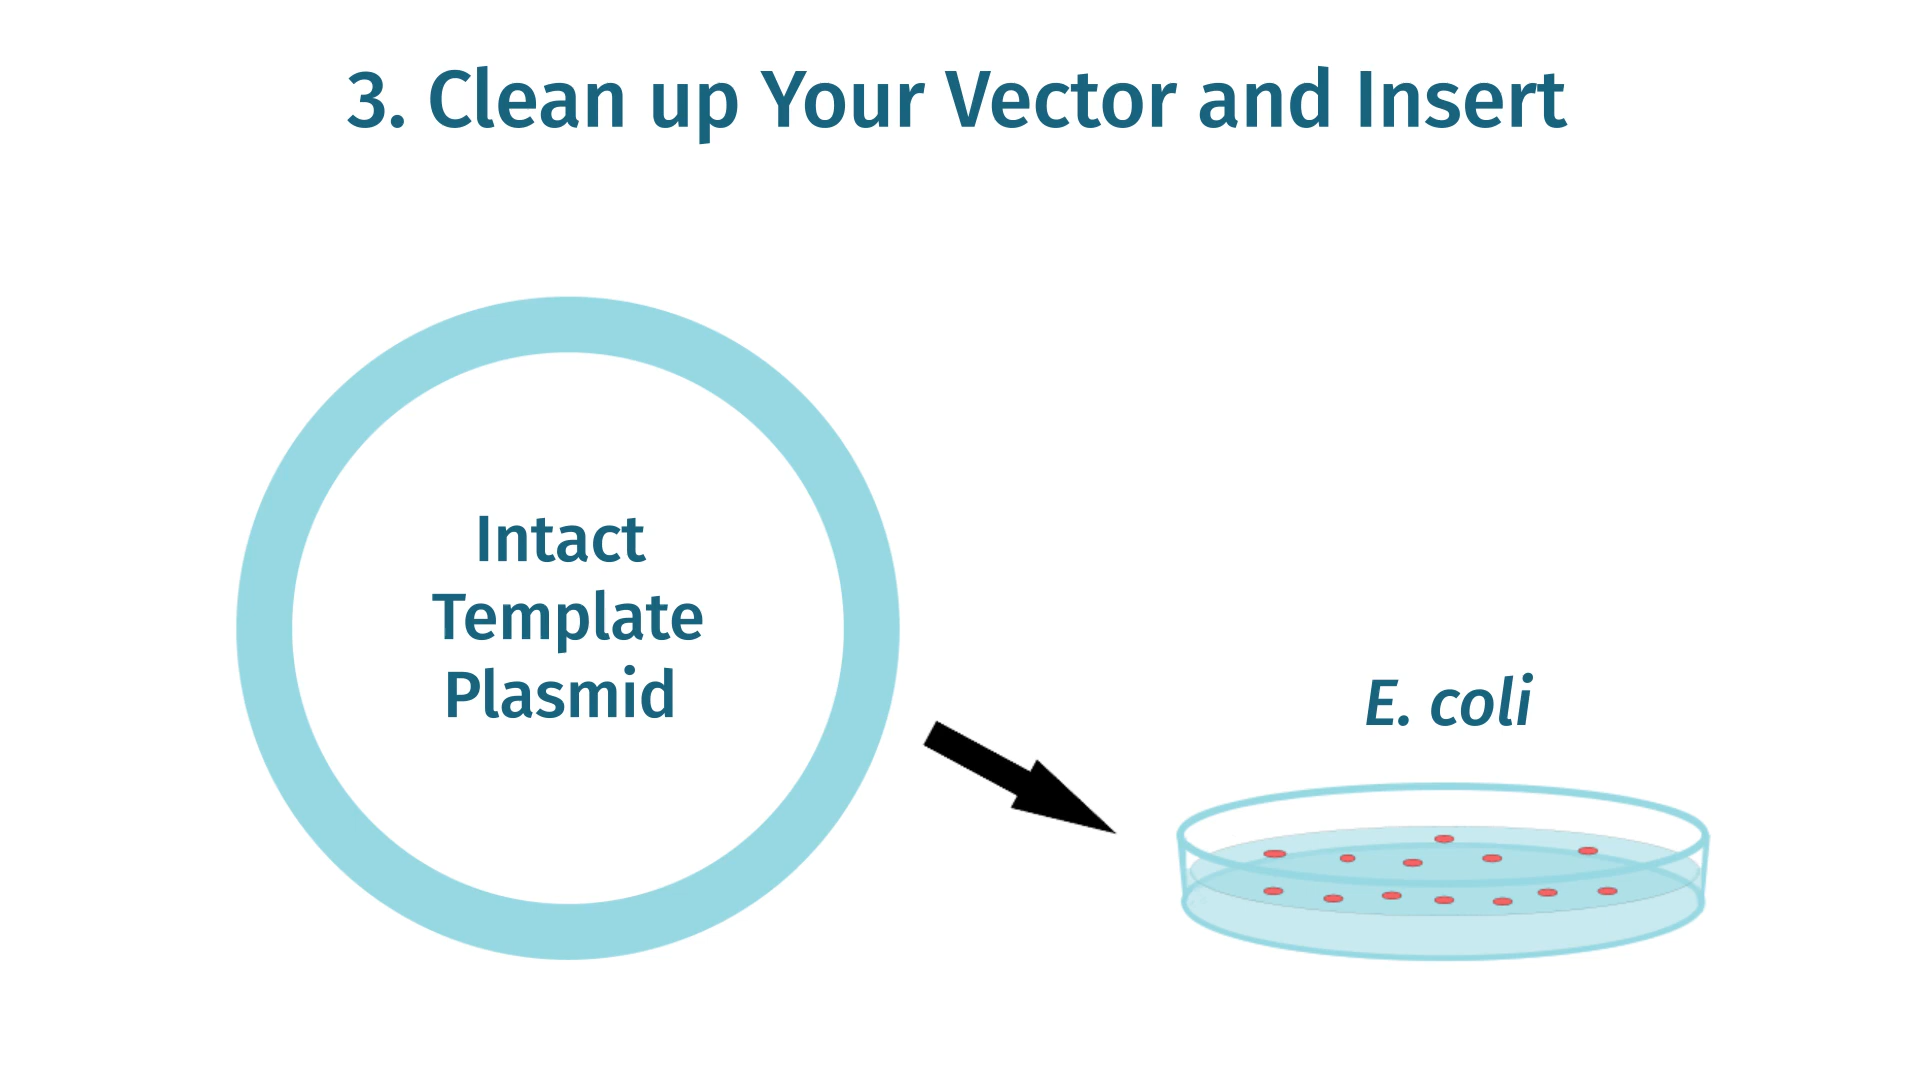 3. Clean up Your Vector and Insert
Intact
Template
Plasmid
E. coli